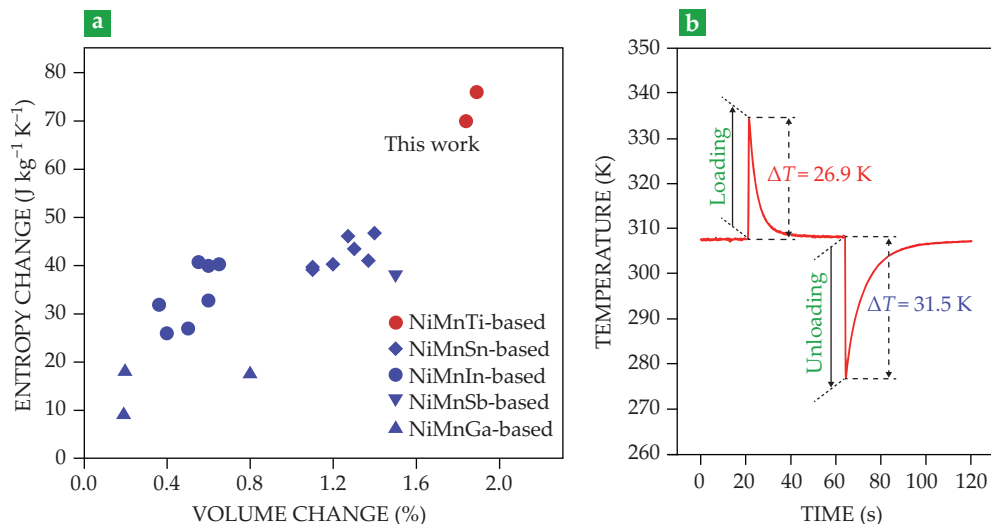 a
ENTROPY CHANGE (J kg⁻¹ K⁻¹)
80
70
60
50
40
30
20
10
0
This work
NiMnTi-based
NiMnSn-based
NiMnIn-based
NiMnSb-based
NiMnGa-based
0.0
0.4
0.8
1.2
1.6
2.0
VOLUME CHANGE (%)
b
TEMPERATURE (K)
350
340
330
320
310
300
290
280
270
260
Loading
ΔT = 26.9 K
Unloading
ΔT = 31.5 K
0
20
40
60
80
100
120
TIME (s)